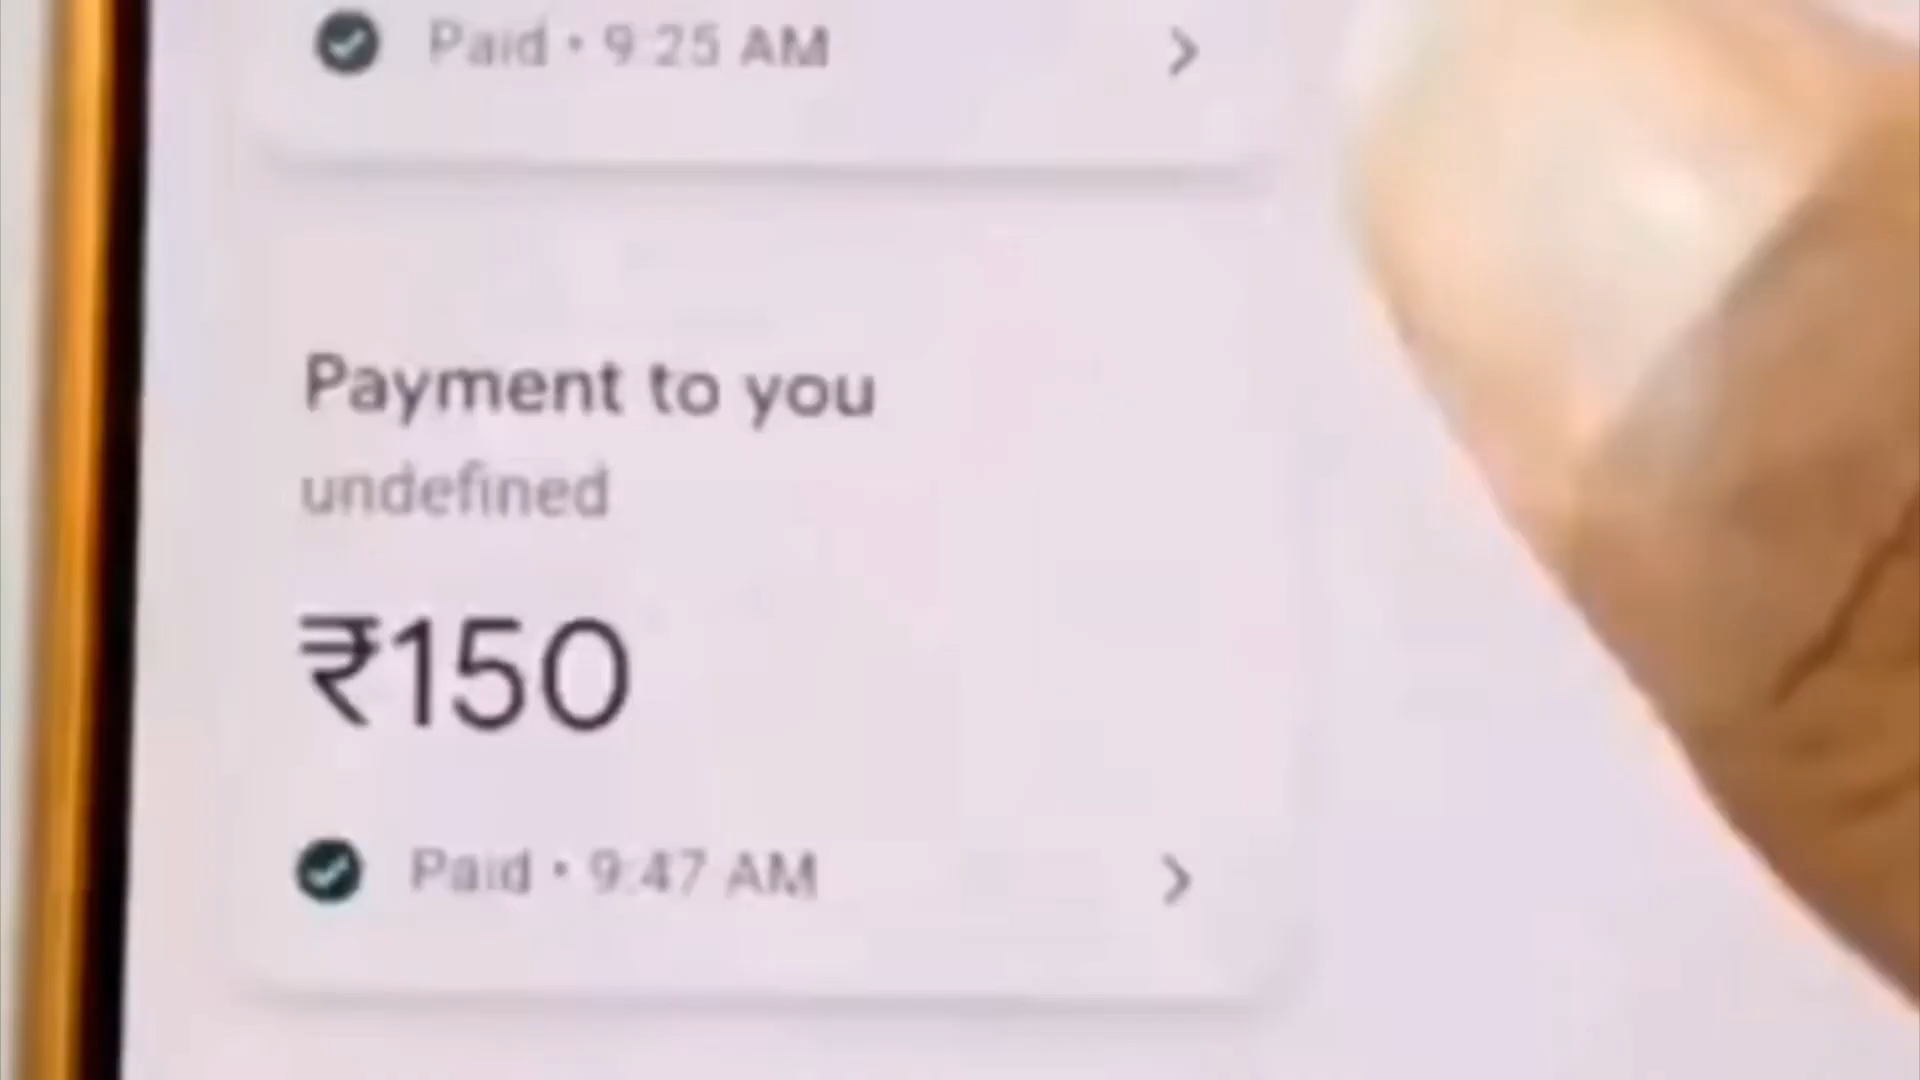 Paid • 9:25 AM
Payment to you
undefined
₹150
Paid • 9:47 AM